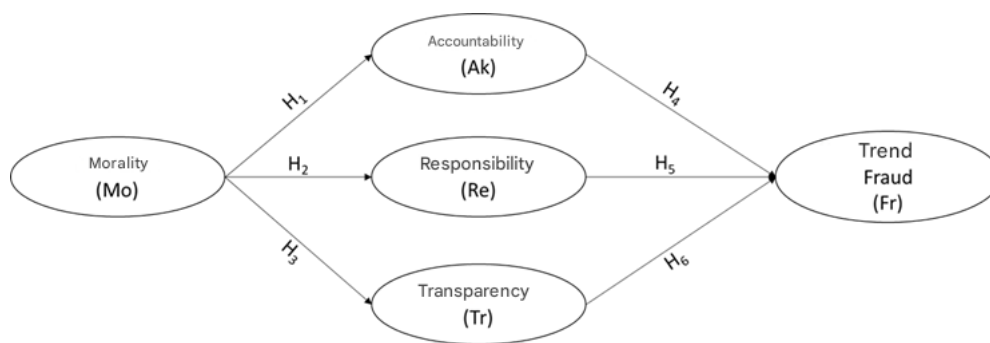 Accountability
(Ak)
H1
H4
Morality
(Mo)
H2
Responsibility
(Re)
H5
Trend
Fraud
(Fr)
H3
H6
Transparency
(Tr)